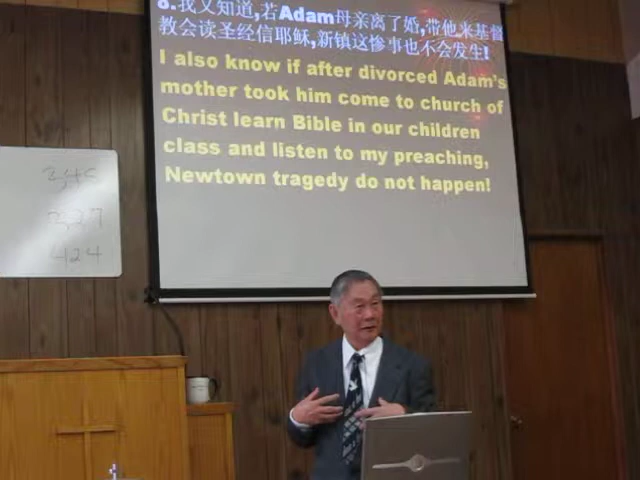 8.我又知道,若Adam母亲离了婚,带他来基督
教会读圣经信耶稣,新镇这惨事也不会发生!
I also know if after divorced Adam's
mother took him come to church of
Christ learn Bible in our children
class and listen to my preaching,
Newtown tragedy do not happen!
424